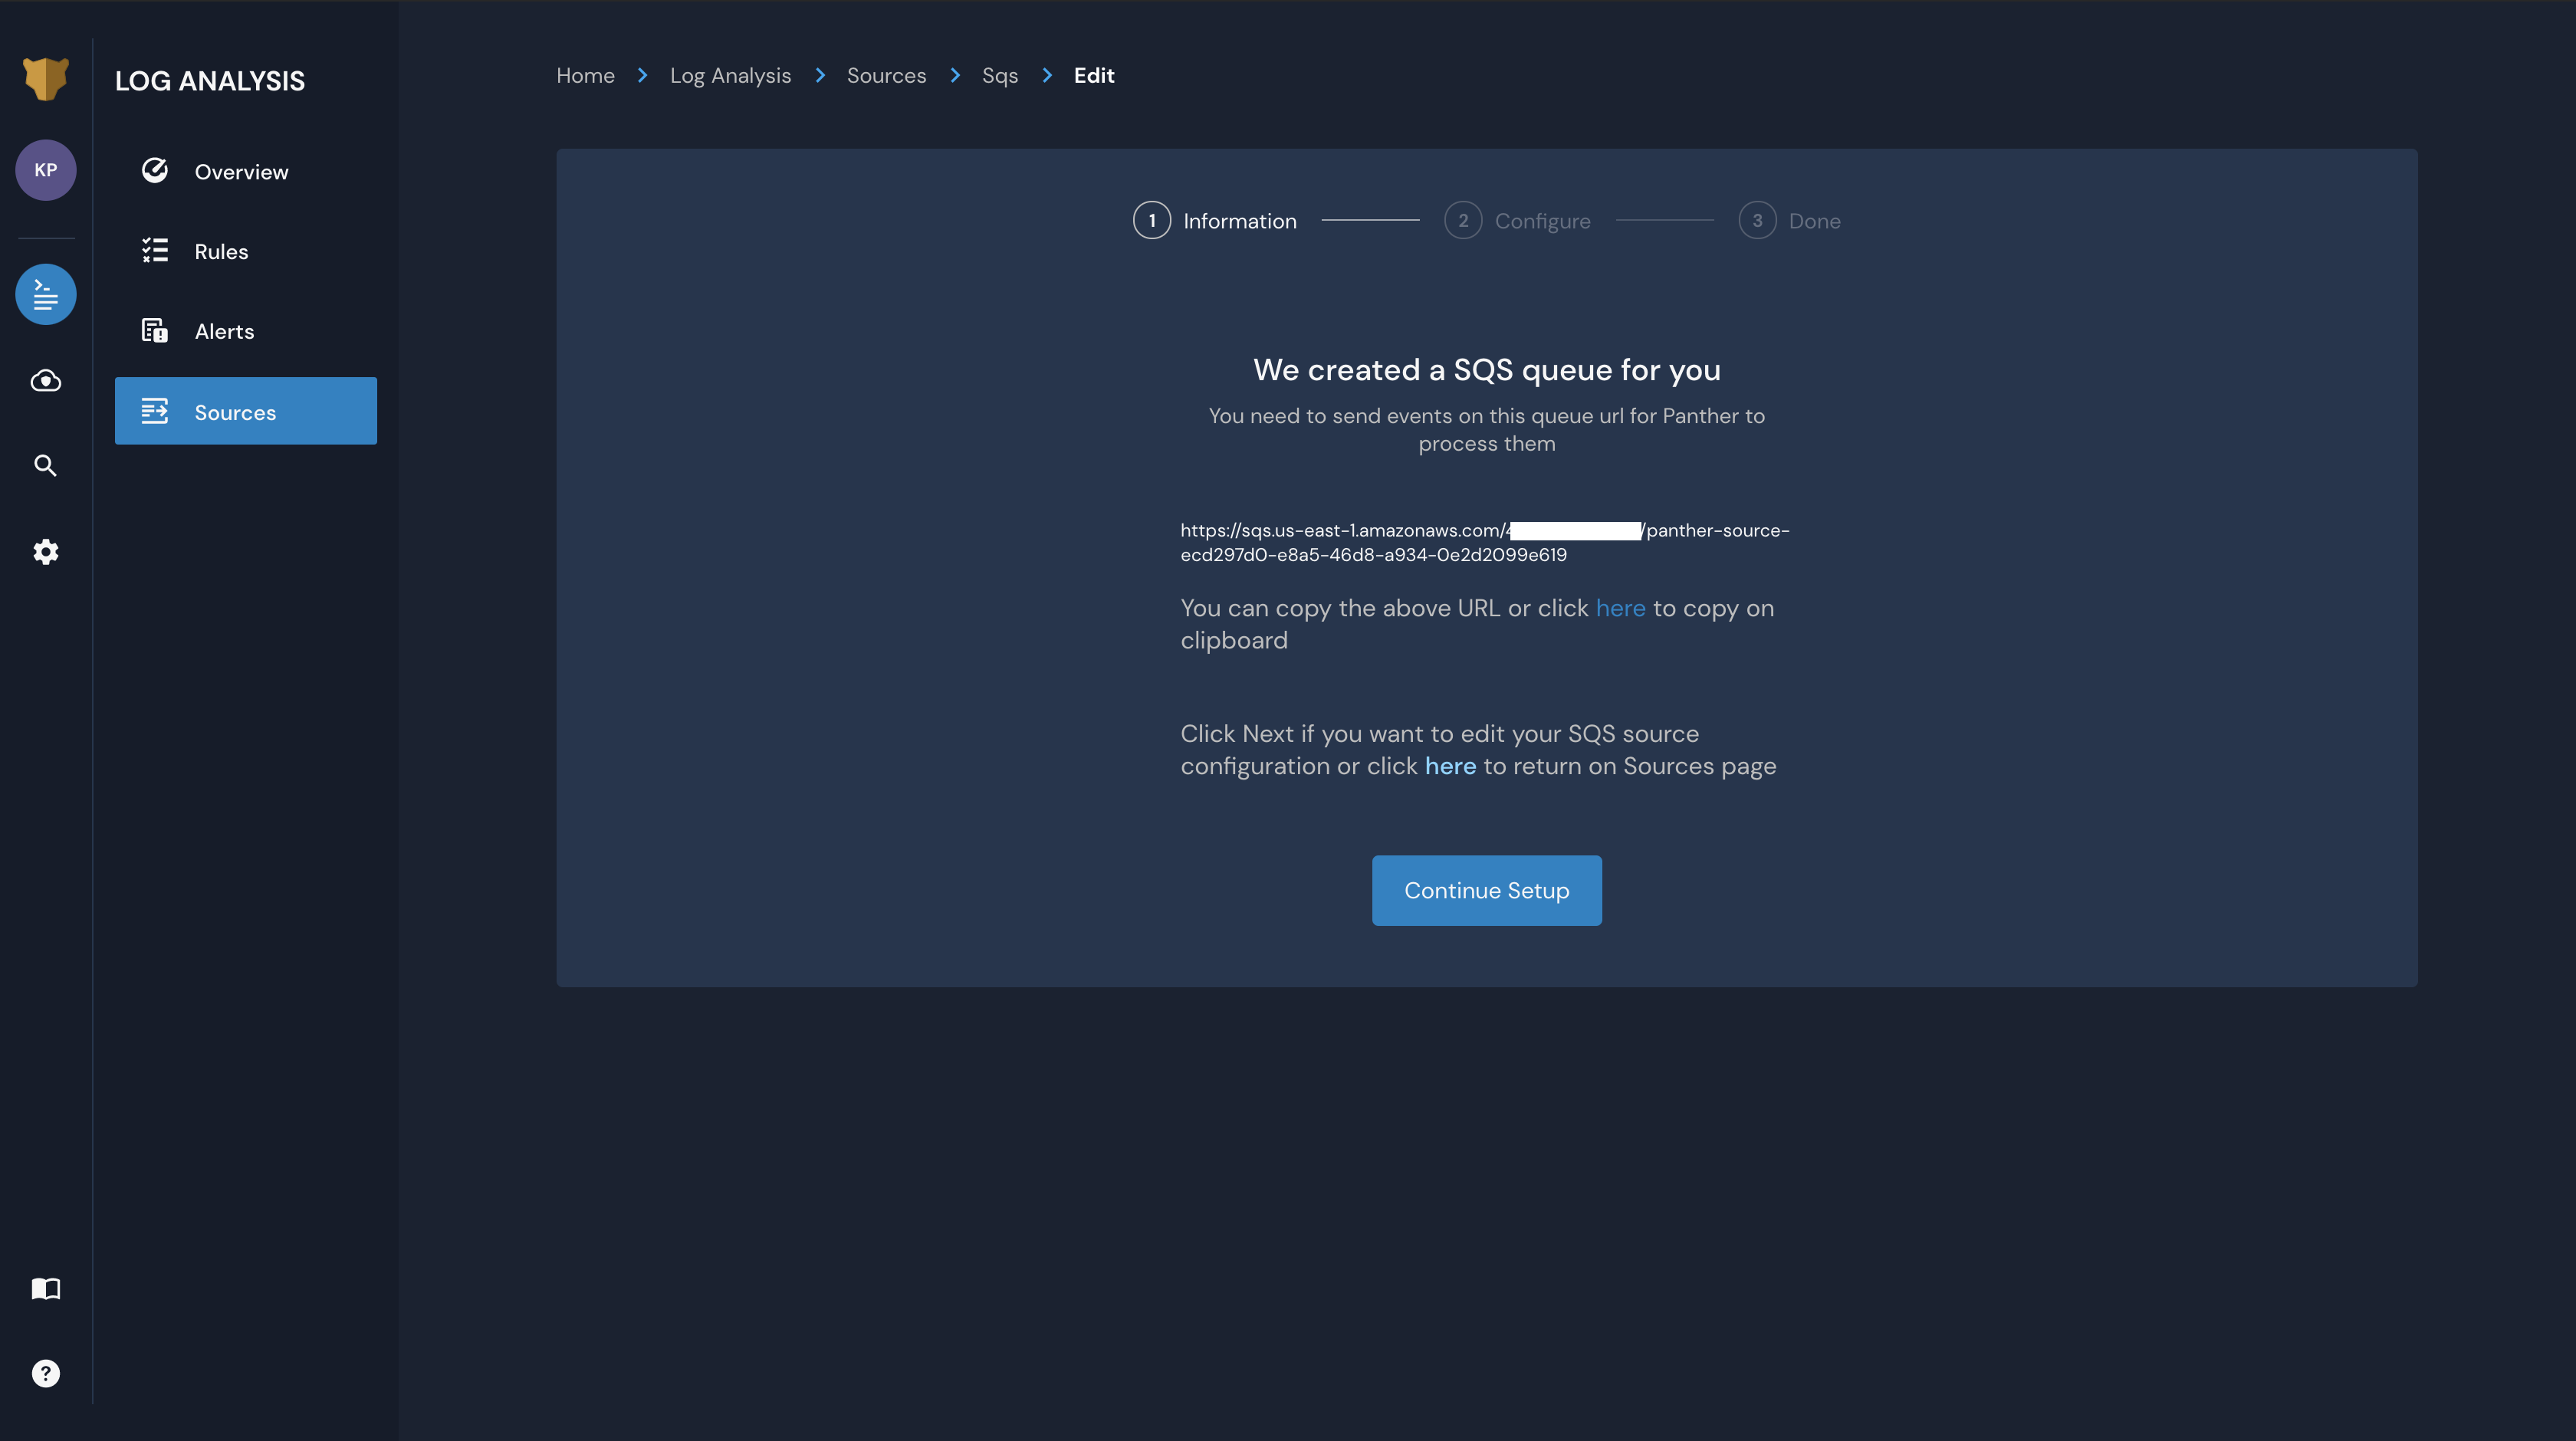 LOG ANALYSIS
KP
Overview
Rules
Alerts
Sources
Home > Log Analysis > Sources > Sqs > Edit
1 Information 2 Configure 3 Done
We created a SQS queue for you
You need to send events on this queue url for Panther to
process them
https://sqs.us-east-1.amazonaws.com/4 /panther-source-
ecd297d0-e8a5-46d8-a934-0e2d2099e619
You can copy the above URL or click here to copy on
clipboard
Click Next if you want to edit your SQS source
configuration or click here to return on Sources page
Continue Setup
?